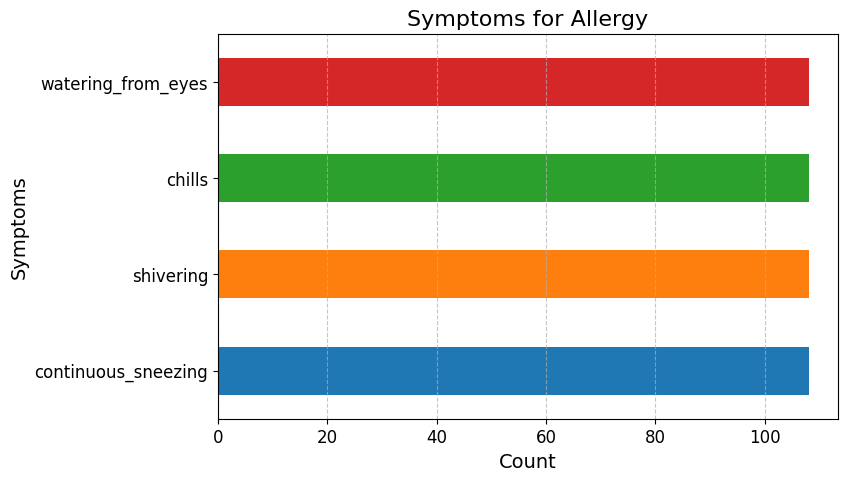 Symptoms for Allergy
watering_from_eyes
chills
shivering
continuous_sneezing
Symptoms
0 20 40 60 80 100
Count